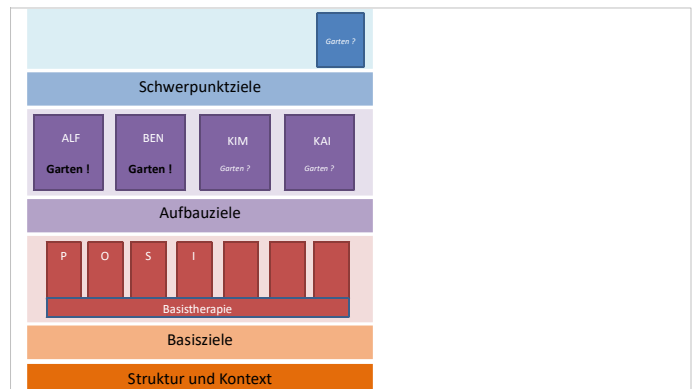 Garten ?
Schwerpunktziele
ALF BEN KIM KAI
Garten ! Garten ! Garten ? Garten ?
Aufbauziele
P O S I
Basistherapie
Basisziele
Struktur und Kontext